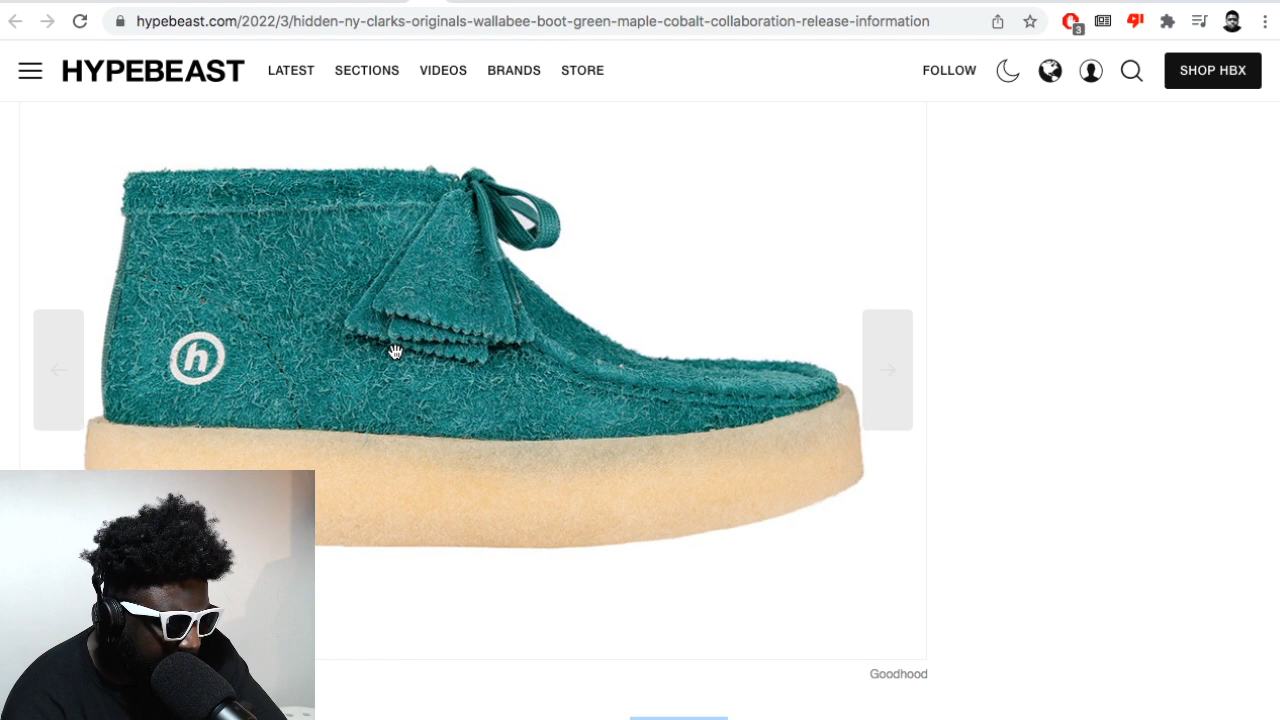 hypebeast.com/2022/3/hidden-ny-clarks-originals-wallabee-boot-green-maple-cobalt-collaboration-release-information
3
HYPEBEAST LATEST SECTIONS VIDEOS BRANDS STORE FOLLOW SHOP HBX
h
Goodhood